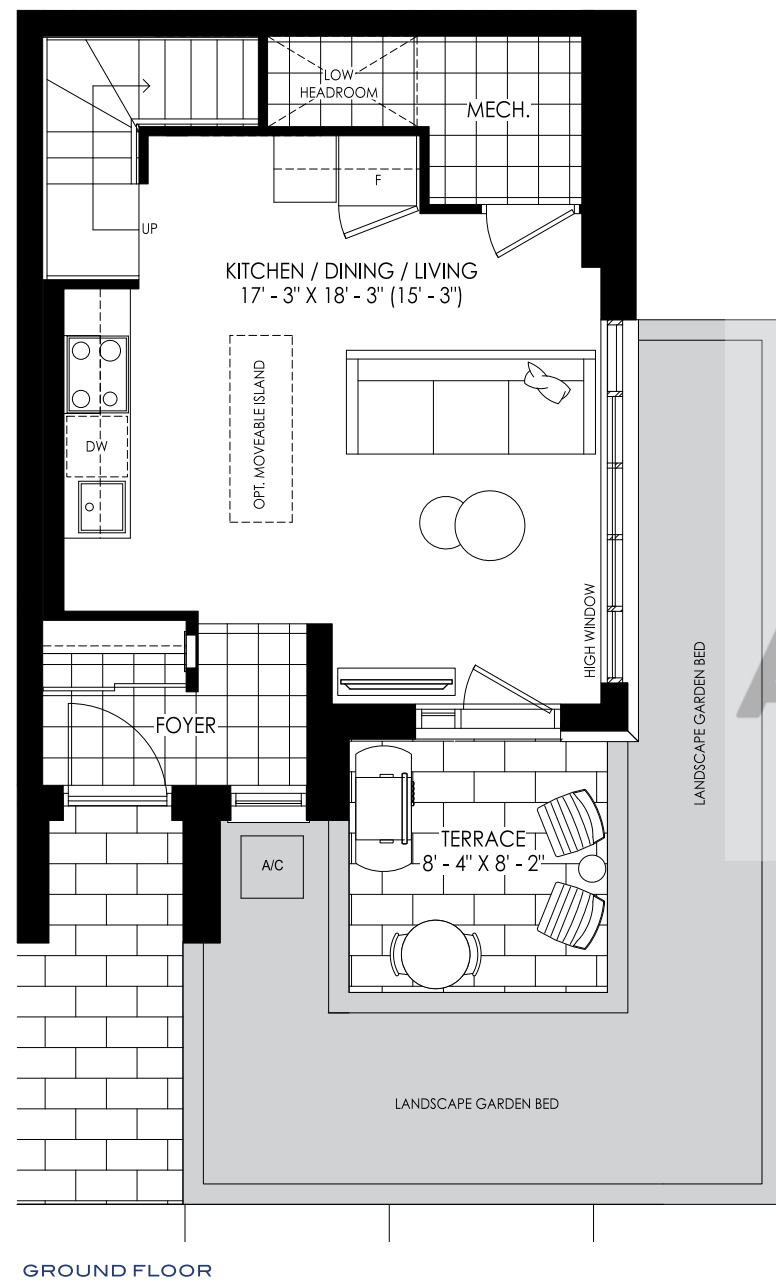 LOW
HEADROOM
MECH.
F
UP
KITCHEN / DINING / LIVING
17' - 3" X 18' - 3" (15' - 3")
OPT. MOVEABLE ISLAND
DW
HIGH WINDOW
LANDSCAPE GARDEN BED
FOYER
TERRACE
8' - 4" X 8' - 2"
A/C
LANDSCAPE GARDEN BED
GROUND FLOOR